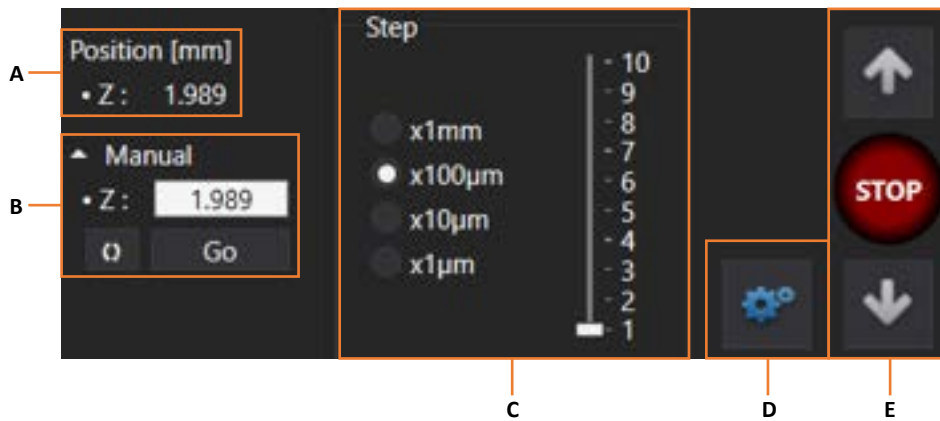 A
Position [mm]
▪ Z : 1.989
B
Manual
▪ Z : 1.989
Go
Step
x1mm
x100µm
x10µm
x1µm
- 10
- 9
- 8
- 7
- 6
- 5
- 4
- 3
- 2
- 1
STOP
C
D
E